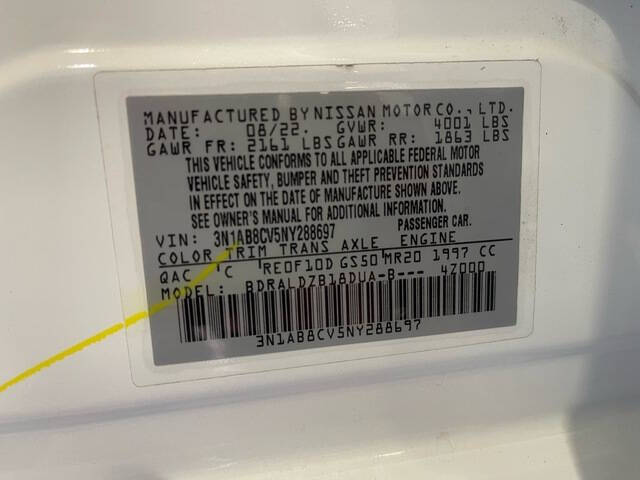 MANUFACTURED BY NISSAN MOTOR CO., LTD.
DATE: 08/22. GVWR: 4001 LBS
GAWR FR: 2161 LBS GAWR RR: 1863 LBS
THIS VEHICLE CONFORMS TO ALL APPLICABLE FEDERAL MOTOR
VEHICLE SAFETY, BUMPER AND THEFT PREVENTION STANDARDS
IN EFFECT ON THE DATE OF MANUFACTURE SHOWN ABOVE.
SEE OWNER'S MANUAL FOR ADDITIONAL INFORMATION.
VIN: 3N1AB8CV5NY288697 PASSENGER CAR.
COLOR TRIM TRANS AXLE ENGINE
QAC C RE0F10D GS50 MR20 1997 CC
MODEL: BDRALDZB18DUA-B--- 4Z000
3N1AB8CV5NY288697